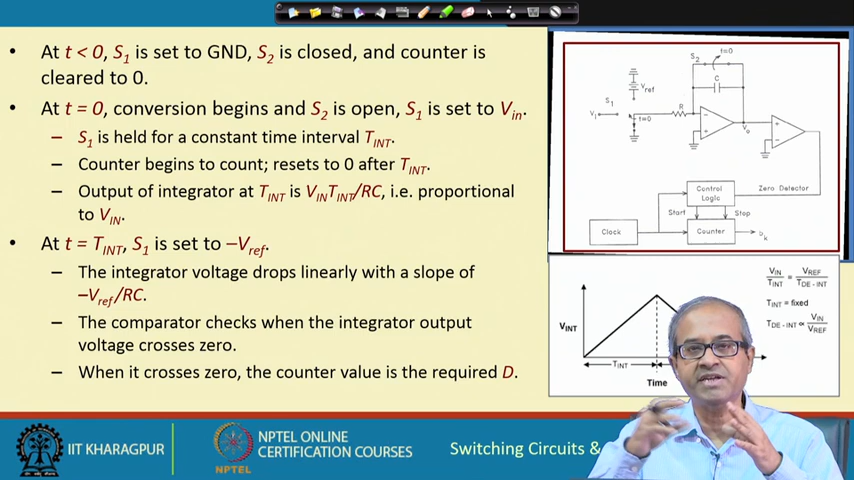 • At t < 0, S1 is set to GND, S2 is closed, and counter is
cleared to 0.
• At t = 0, conversion begins and S2 is open, S1 is set to Vin.
– S1 is held for a constant time interval TINT.
– Counter begins to count; resets to 0 after TINT.
– Output of integrator at TINT is VINTINT/RC, i.e. proportional
to VIN.
• At t = TINT, S1 is set to –Vref.
– The integrator voltage drops linearly with a slope of
–Vref/RC.
– The comparator checks when the integrator output
voltage crosses zero.
– When it crosses zero, the counter value is the required D.
S2
t=0
C
Vref
S1
R
Vi
t=0
Vo
Control
Logic
Zero Detector
Start
Stop
Clock
Counter
bk
VIN / TINT = VREF / TDE - INT
TINT = fixed
TDE - INT ∝ VIN / VREF
VINT
TINT
Time
IIT KHARAGPUR
NPTEL
NPTEL ONLINE
CERTIFICATION COURSES
Switching Circuits &